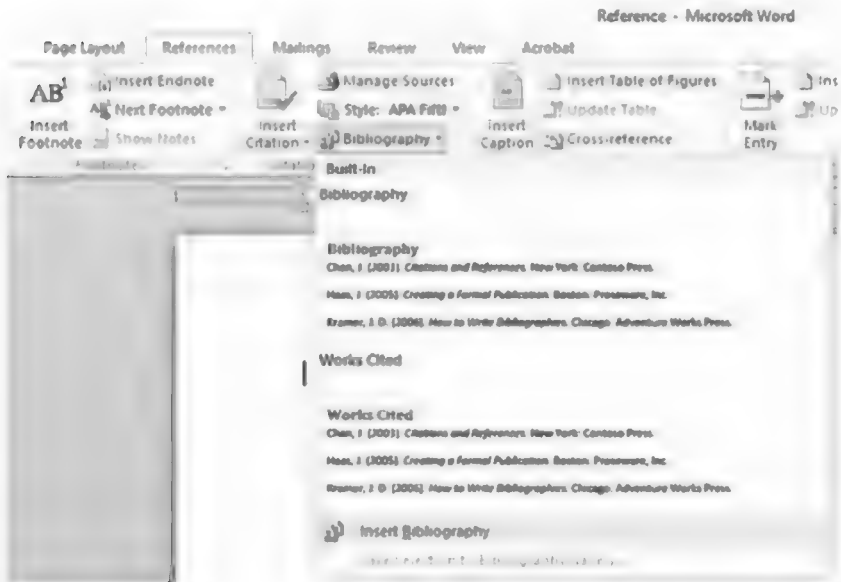 Reference - Microsoft Word
Page Layout References Mailings Review View Acrobat
AB¹ Insert Endnote Manage Sources Insert Table of Figures Ins
Next Footnote Style: APA Fifth Update Table Up
Insert Footnote Show Notes Insert Citation Bibliography Insert Caption Cross-reference Mark Entry
Built-In
Bibliography
Bibliography
Chen, J. (2003). Citations and References. New York: Contoso Press.
Haas, J. (2005). Creating a Formal Publication. Boston: Proseware, Inc.
Kramer, J. D. (2006). How to Write Bibliographies. Chicago: Adventure Works Press.
Works Cited
Works Cited
Chen, J. (2003). Citations and References. New York: Contoso Press.
Haas, J. (2005). Creating a Formal Publication. Boston: Proseware, Inc.
Kramer, J. D. (2006). How to Write Bibliographies. Chicago: Adventure Works Press.
Insert Bibliography